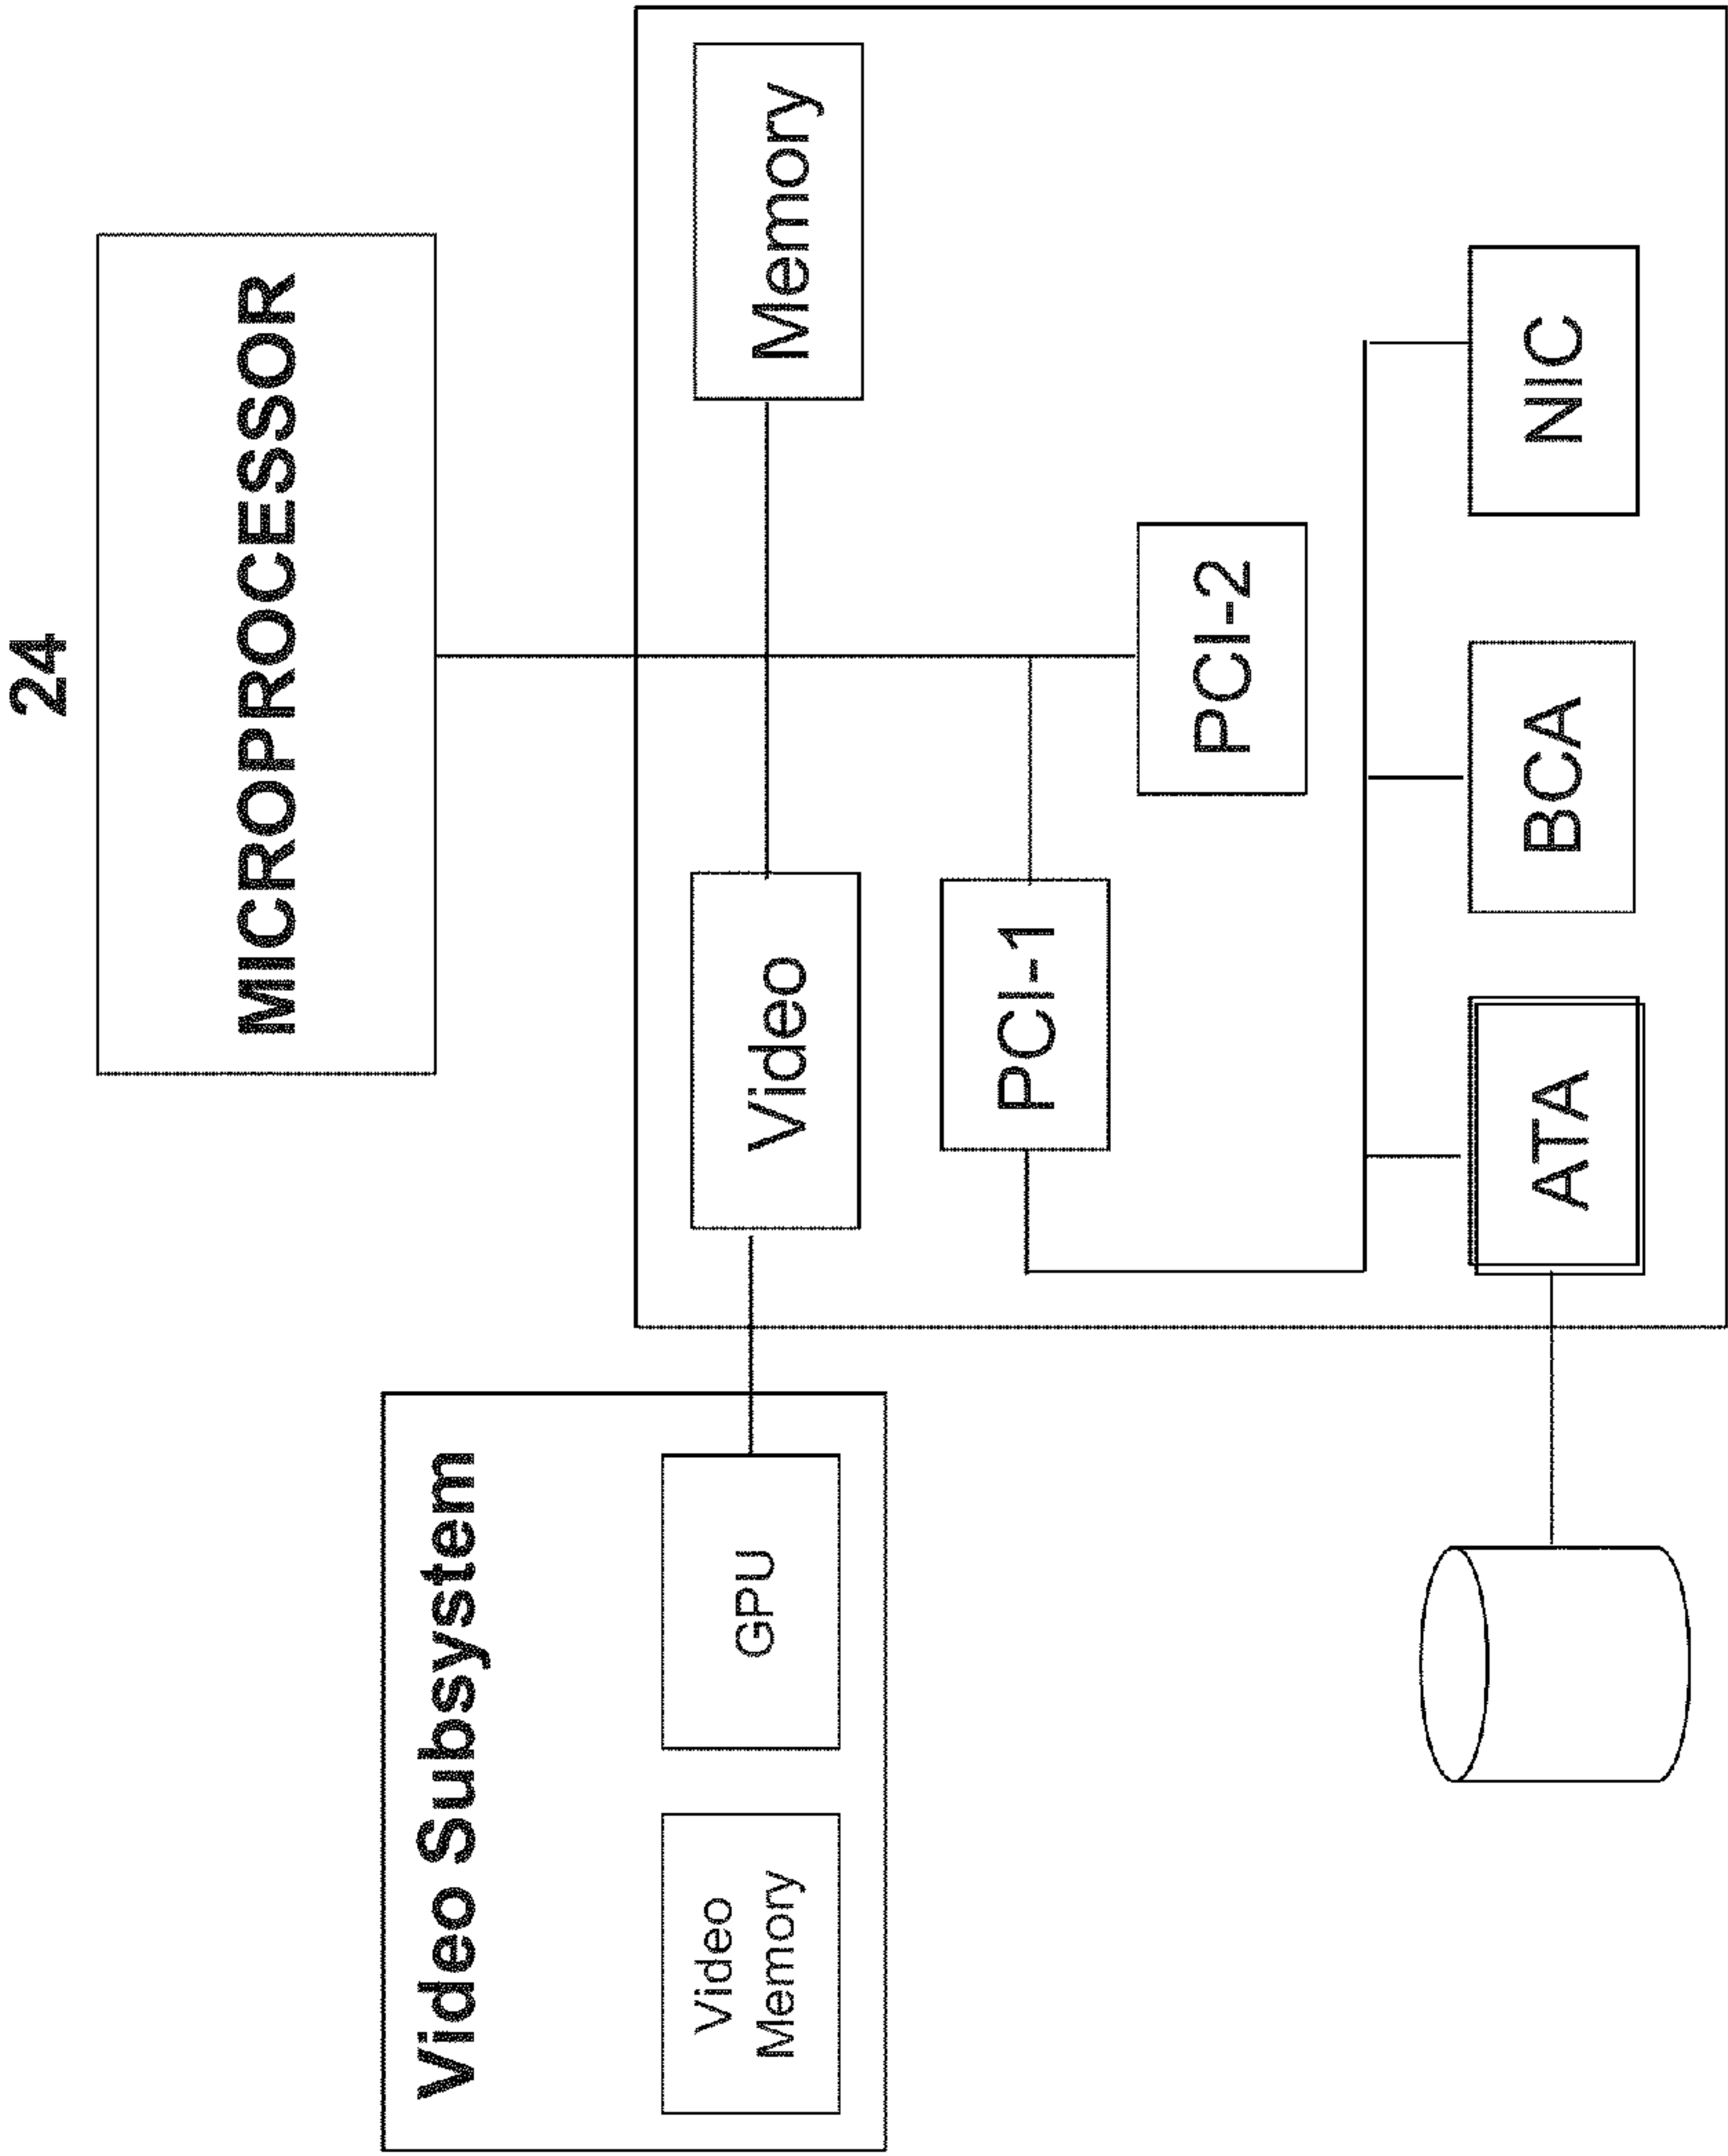 24
MICROPROCESSOR
Video Subsystem
Video
Memory
GPU
Video
Memory
PCI-1
PCI-2
ATA
BCA
NIC